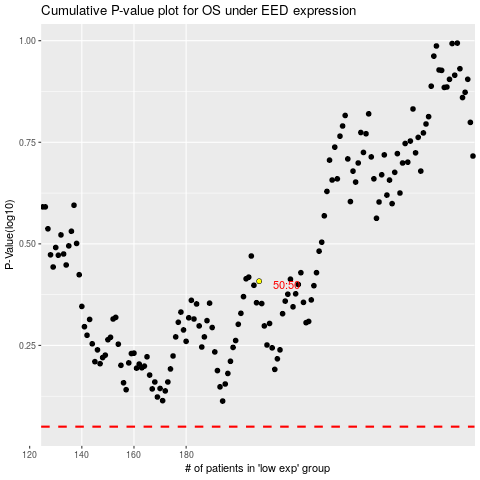 Cumulative P-value plot for OS under EED expression
1.00
0.75
0.50
0.25
P-Value(log10)
50:50
120 140 160 180
# of patients in 'low exp' group